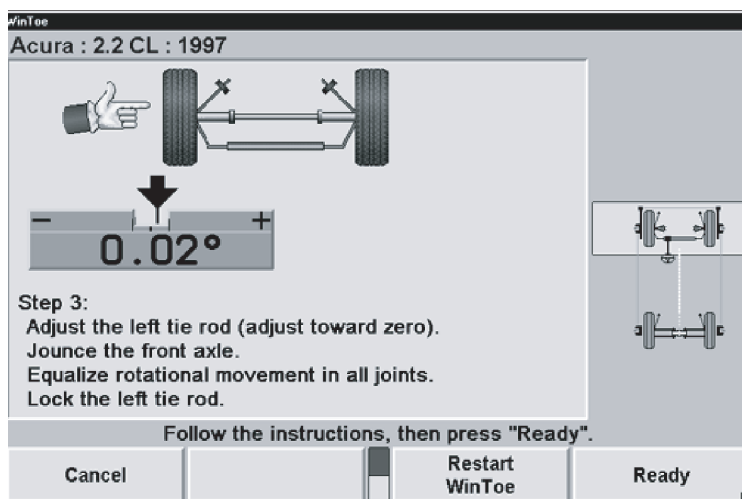 WinToe
Acura : 2.2 CL : 1997
− +
0.02°
Step 3:
Adjust the left tie rod (adjust toward zero).
Jounce the front axle.
Equalize rotational movement in all joints.
Lock the left tie rod.
Follow the instructions, then press "Ready".
Cancel
Restart
WinToe
Ready